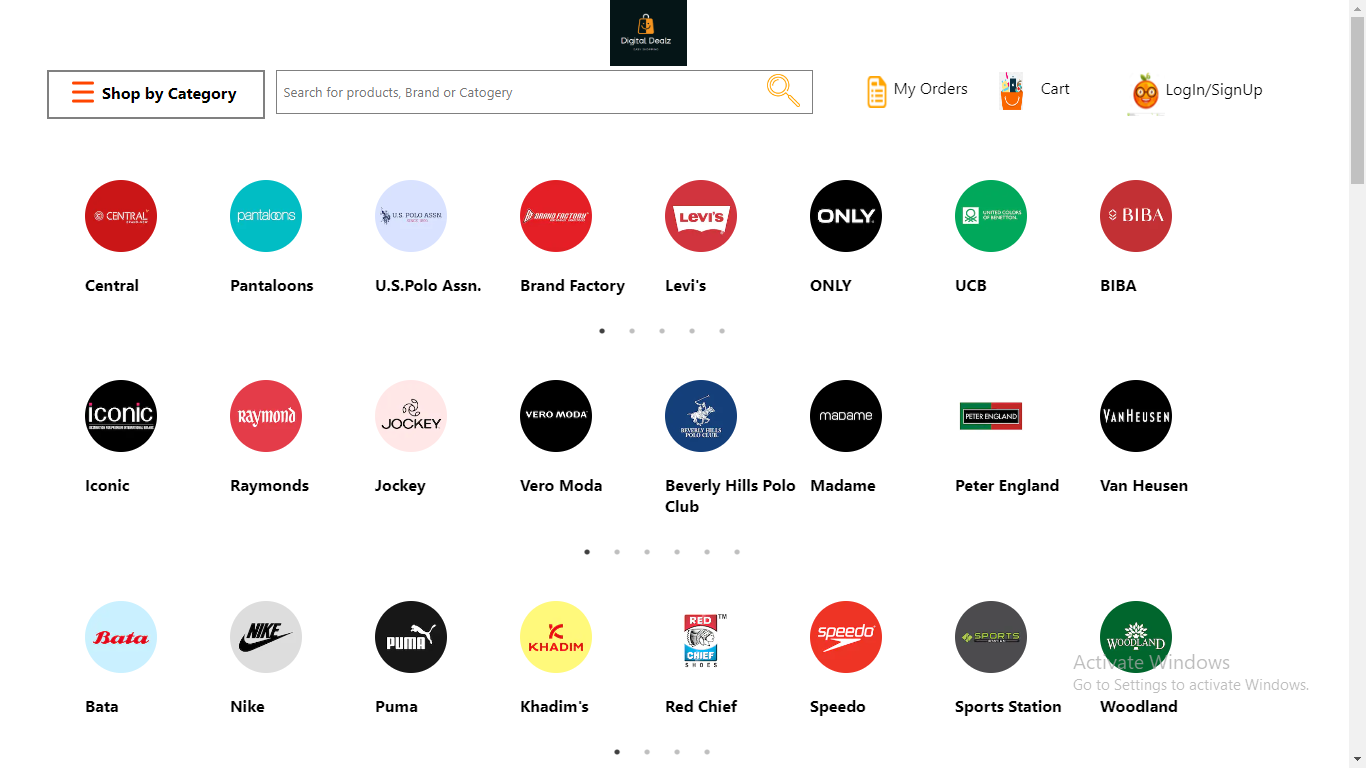 Digital Dealz
Shop by Category
Search for products, Brand or Catogery
My Orders
Cart
LogIn/SignUp
CENTRAL
pantaloons
U.S. POLO ASSN.
BRAND FACTORY
LEVI'S
ONLY
UNITED COLORS
OF BENETTON.
BIBA
Central
Pantaloons
U.S.Polo Assn.
Brand Factory
Levi's
ONLY
UCB
BIBA
iconic
Raymond
JOCKEY
VERO MODA
BEVERLY HILLS
POLO CLUB
maDaMe
PETER ENGLAND
VANHEUSEN
Iconic
Raymonds
Jockey
Vero Moda
Beverly Hills Polo
Club
Madame
Peter England
Van Heusen
Bata
NIKE
PUMA
KHADIM
RED
TM
CHIEF
SHOES
speedo
SPORTS
WOODLAND
Activate Windows
Go to Settings to activate Windows.
Bata
Nike
Puma
Khadim's
Red Chief
Speedo
Sports Station
Woodland